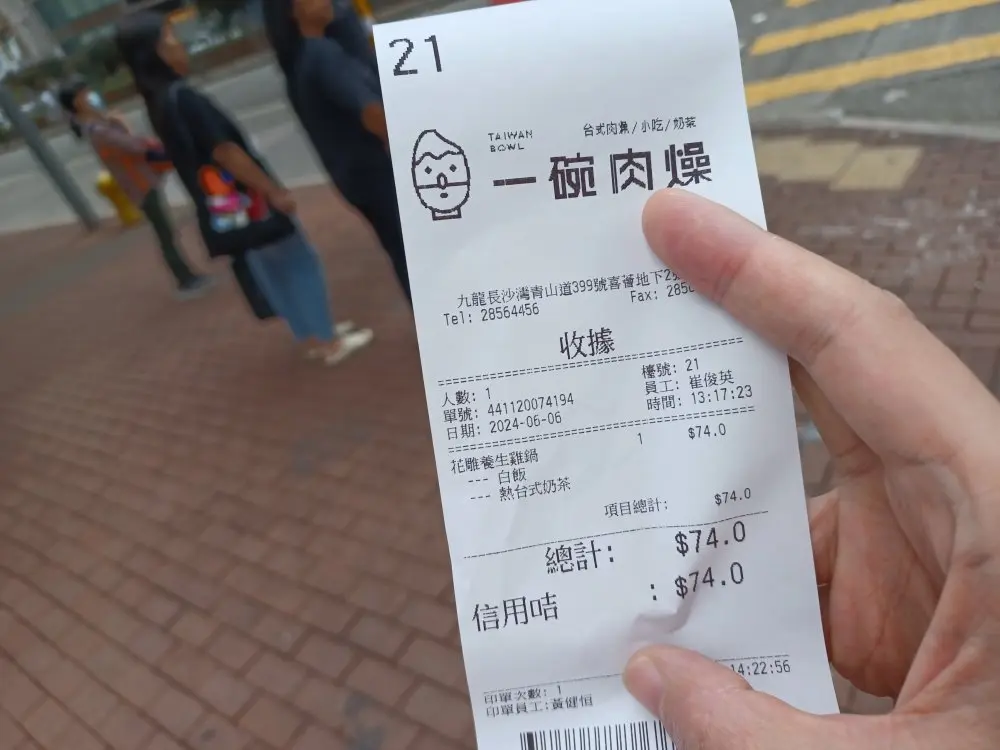 21
TAIWAN
BOWL
台式肉燥/小吃/奶茶
一碗肉燥
九龍長沙灣青山道399號喜薈地下2
Tel: 28564456 Fax: 285
收據
人數: 1 檯號: 21
單號: 441120074194 員工: 崔俊英
日期: 2024-06-06 時間: 13:17:23
花雕養生雞鍋 1 $74.0
--- 白飯
--- 熱台式奶茶
項目總計: $74.0
總計: $74.0
信用咭 : $74.0
印單次數: 1 14:22:56
印單員工:黃健恒